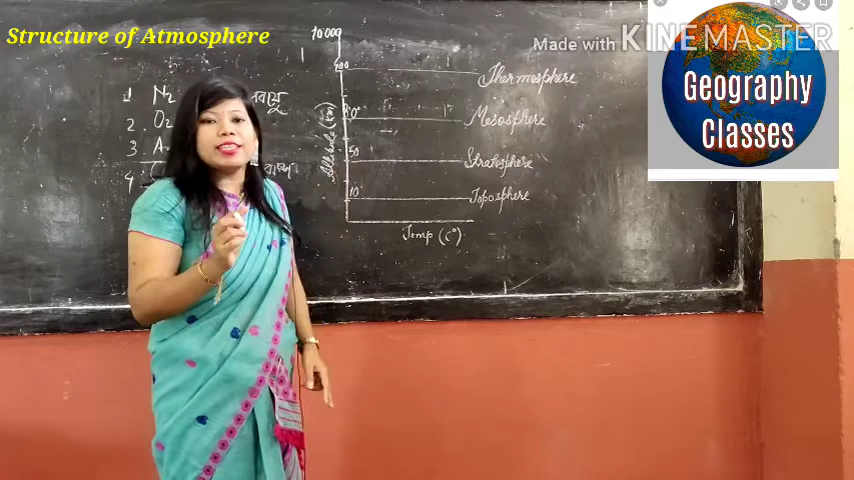 Structure of Atmosphere
Made with KINEMASTER
Geography
Classes
10000
400
Thermosphere
80
Mesosphere
50
Stratosphere
10
Toposphere
Altitude (km)
Temp (c°)
1 N₂
2. O₂
3. A
4